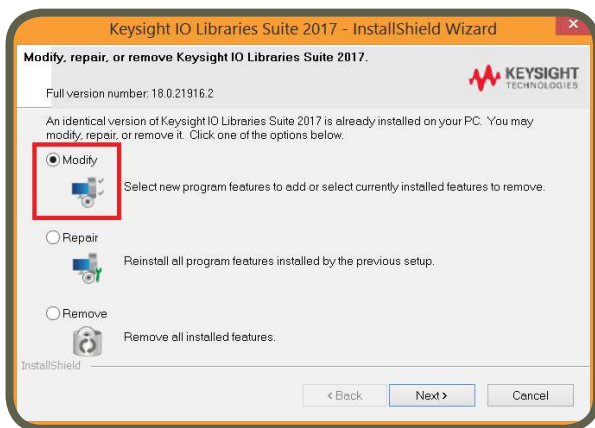 Keysight IO Libraries Suite 2017 - InstallShield Wizard
Modify, repair, or remove Keysight IO Libraries Suite 2017.
KEYSIGHT
TECHNOLOGIES
Full version number: 18.0.21916.2
An identical version of Keysight IO Libraries Suite 2017 is already installed on your PC. You may
modify, repair, or remove it. Click one of the options below.
Modify
Select new program features to add or select currently installed features to remove.
Repair
Reinstall all program features installed by the previous setup.
Remove
Remove all installed features.
InstallShield
< Back Next > Cancel